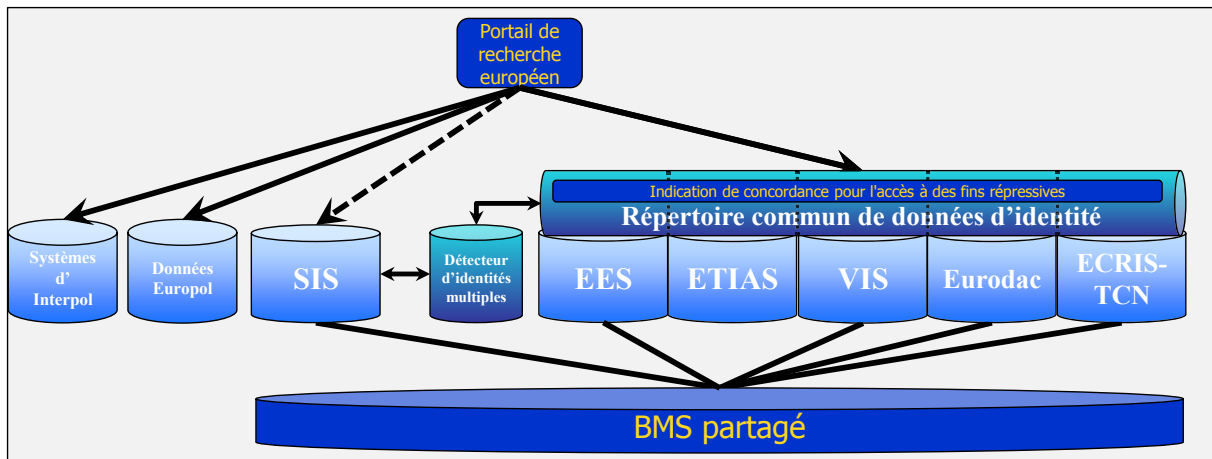 Portail de
recherche
européen
Indication de concordance pour l'accès à des fins répressives
Répertoire commun de données d’identité
Systèmes
d’
Interpol
Données
Europol
SIS
Détecteur
d’identités
multiples
EES
ETIAS
VIS
Eurodac
ECRIS-
TCN
BMS partagé